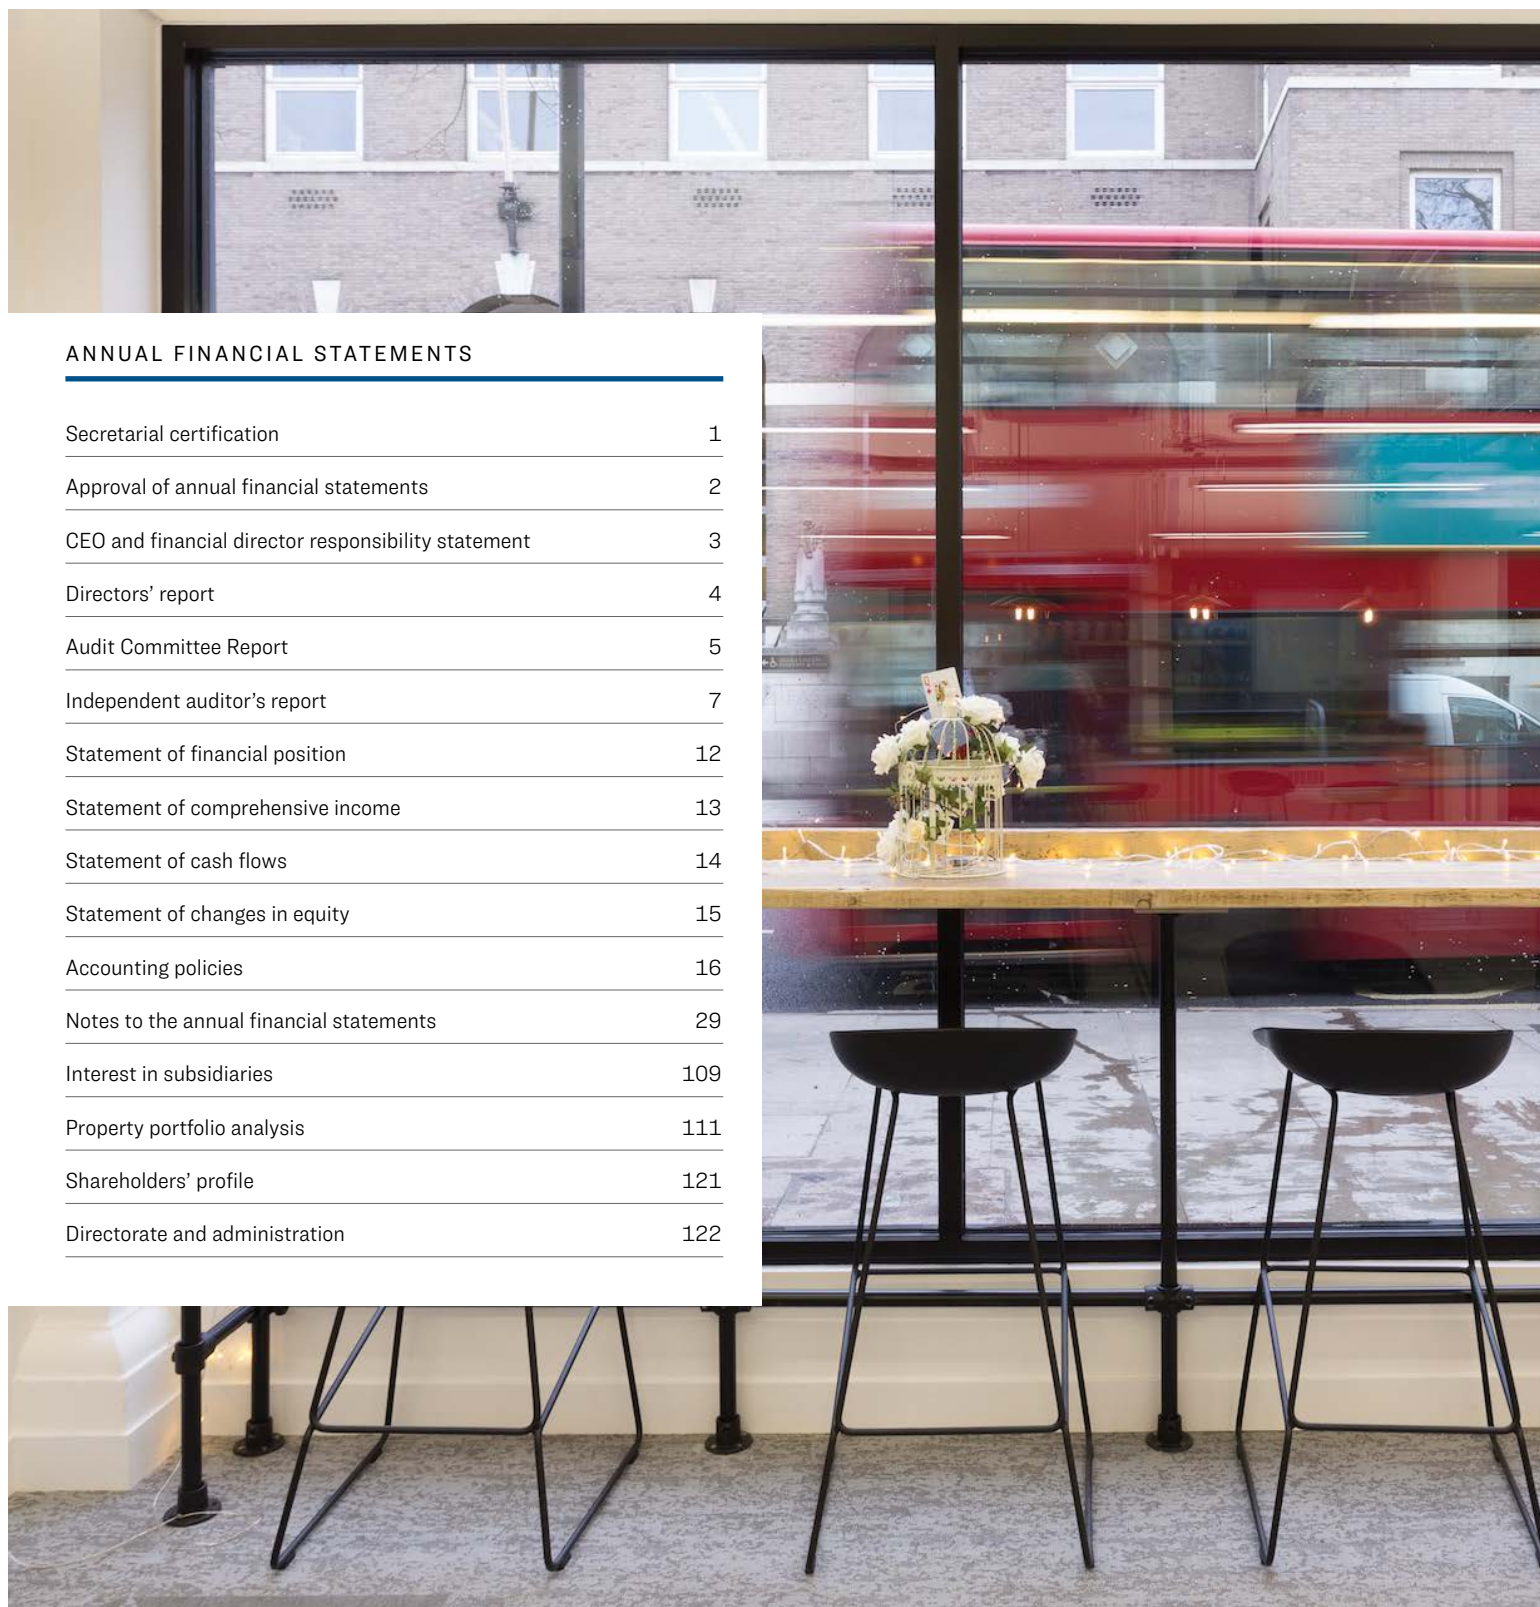 ANNUAL FINANCIAL STATEMENTS
Secretarial certification 1
Approval of annual financial statements 2
CEO and financial director responsibility statement 3
Directors’ report 4
Audit Committee Report 5
Independent auditor’s report 7
Statement of financial position 12
Statement of comprehensive income 13
Statement of cash flows 14
Statement of changes in equity 15
Accounting policies 16
Notes to the annual financial statements 29
Interest in subsidiaries 109
Property portfolio analysis 111
Shareholders’ profile 121
Directorate and administration 122